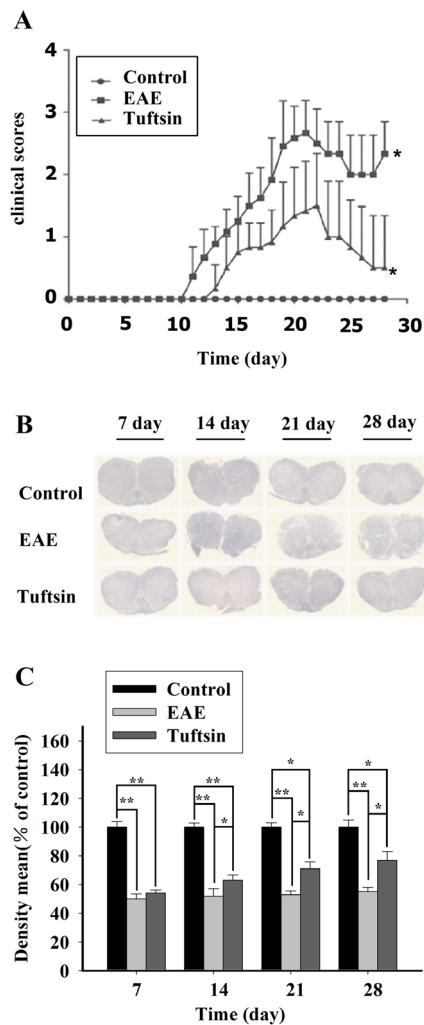 A
4
3
2
1
0
clinical scores
Control
EAE
Tuftsin
*
*
0 5 10 15 20 25 30
Time (day)
B
7 day 14 day 21 day 28 day
Control
EAE
Tuftsin
C
Control
EAE
Tuftsin
Density mean(% of control)
160
140
120
100
80
60
40
20
0
** ** * *
** ** ** **
* * *
7 14 21 28
Time (day)